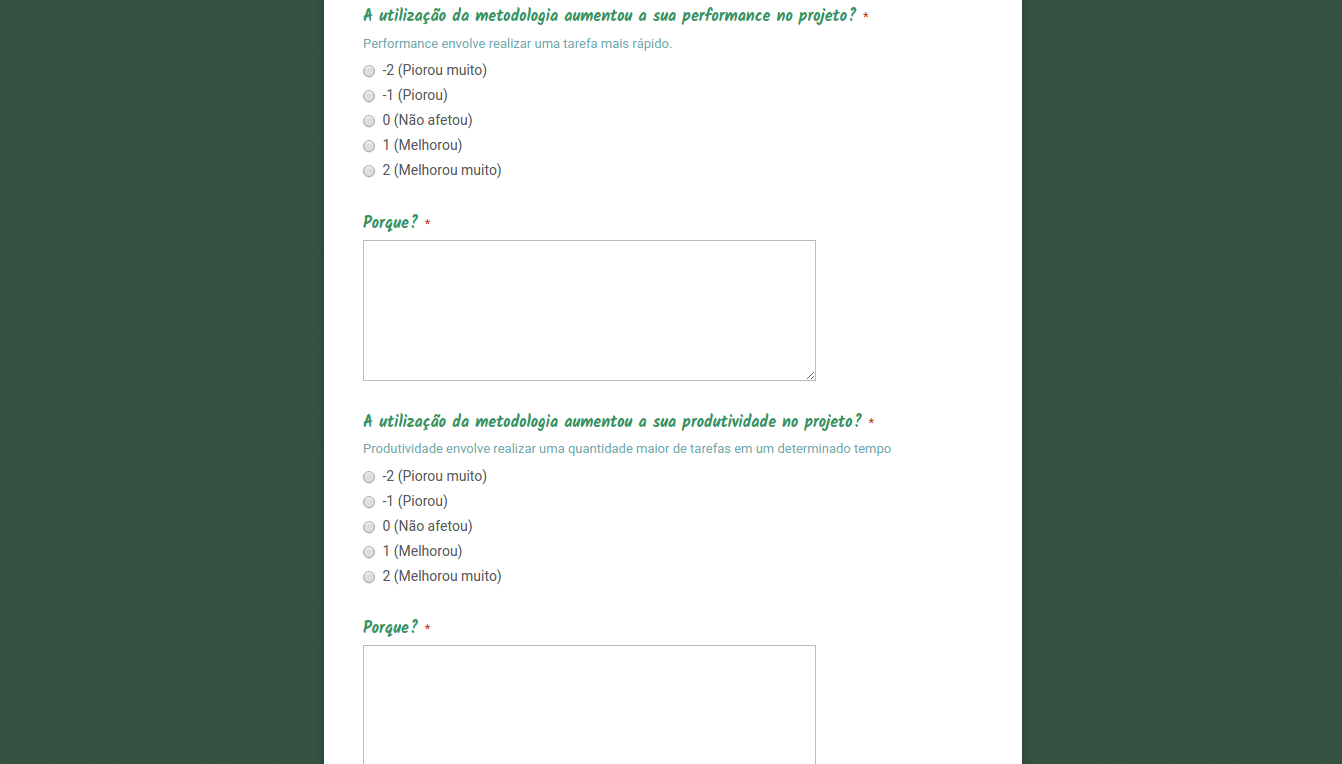 A utilização da metodologia aumentou a sua performance no projeto? *
Performance envolve realizar uma tarefa mais rápido.
-2 (Piorou muito)
-1 (Piorou)
0 (Não afetou)
1 (Melhorou)
2 (Melhorou muito)
Porque? *
A utilização da metodologia aumentou a sua produtividade no projeto? *
Produtividade envolve realizar uma quantidade maior de tarefas em um determinado tempo
-2 (Piorou muito)
-1 (Piorou)
0 (Não afetou)
1 (Melhorou)
2 (Melhorou muito)
Porque? *